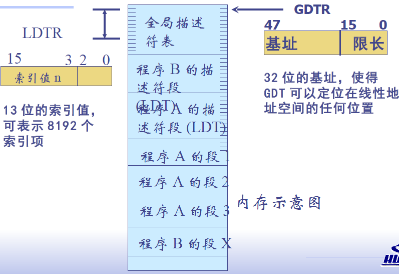 GDTR
47 15 0
基址 限长
32 位的基址，使得
GDT 可以定位在线性地
址空间的任何位置
LDTR
15 3 2 0
索引值 n
13 位的索引值，
可表示 8192 个
索引项
全局描述
符表
程序 B 的描
述符段
(LDT)
程序 A 的描
述符段 (LDT)
程序 A 的段 1
程序 A 的段 2
程序 A 的段 3
程序 B 的段 X
内存示意图